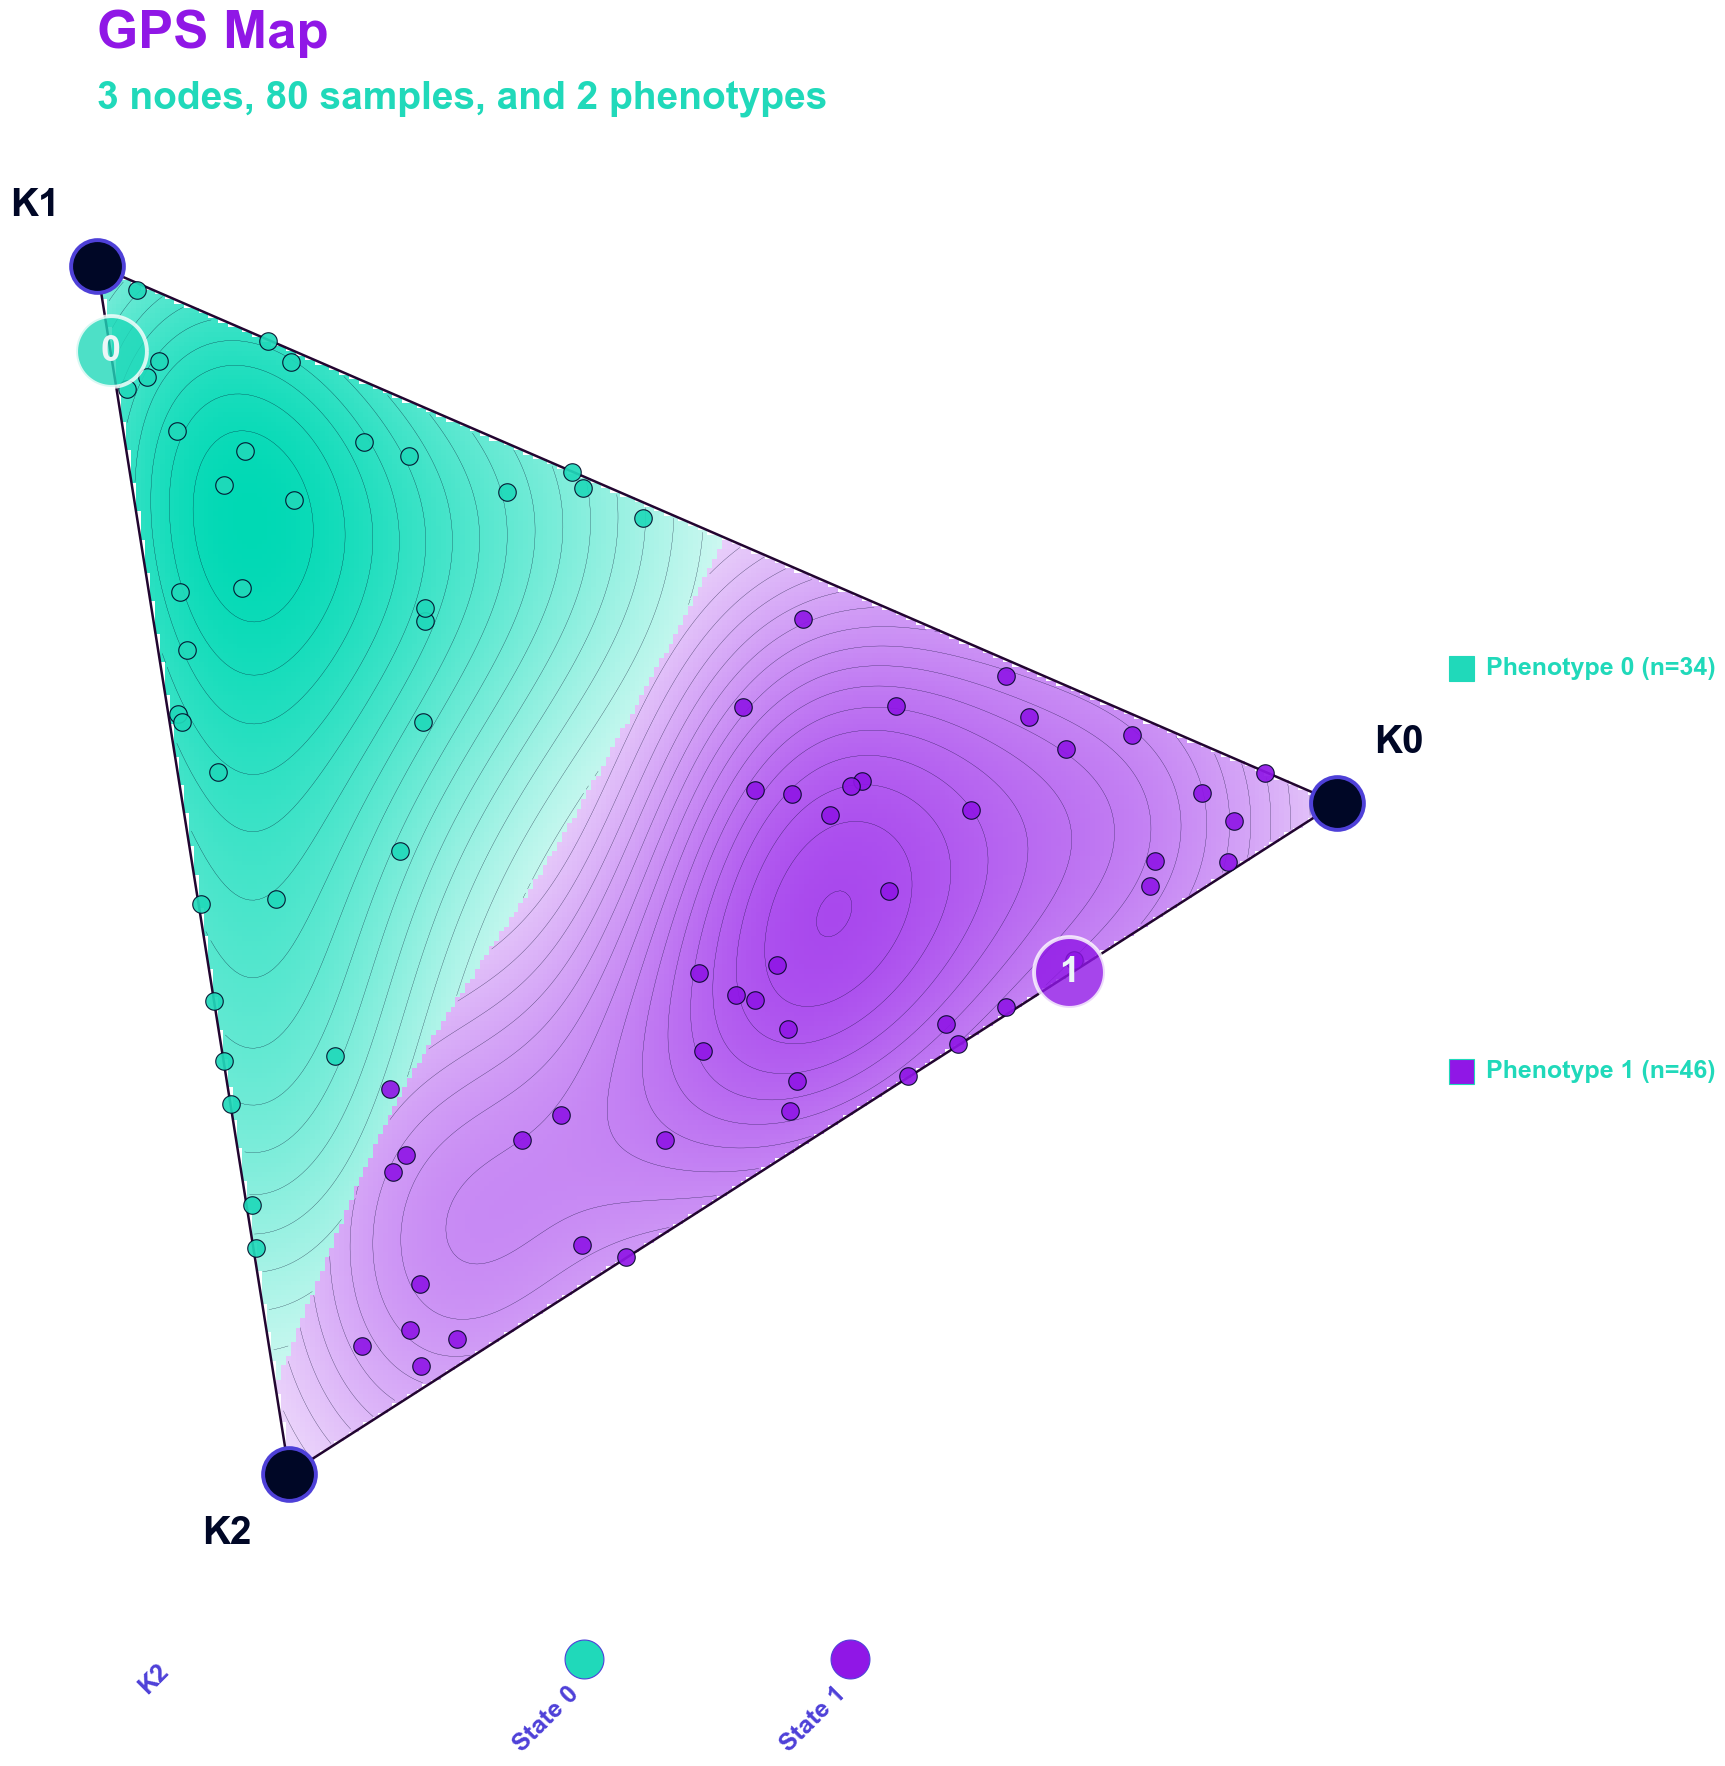 GPS Map
3 nodes, 80 samples, and 2 phenotypes
K1
0
Phenotype 0 (n=34)
K0
1
Phenotype 1 (n=46)
K2
K2
State 0
State 1